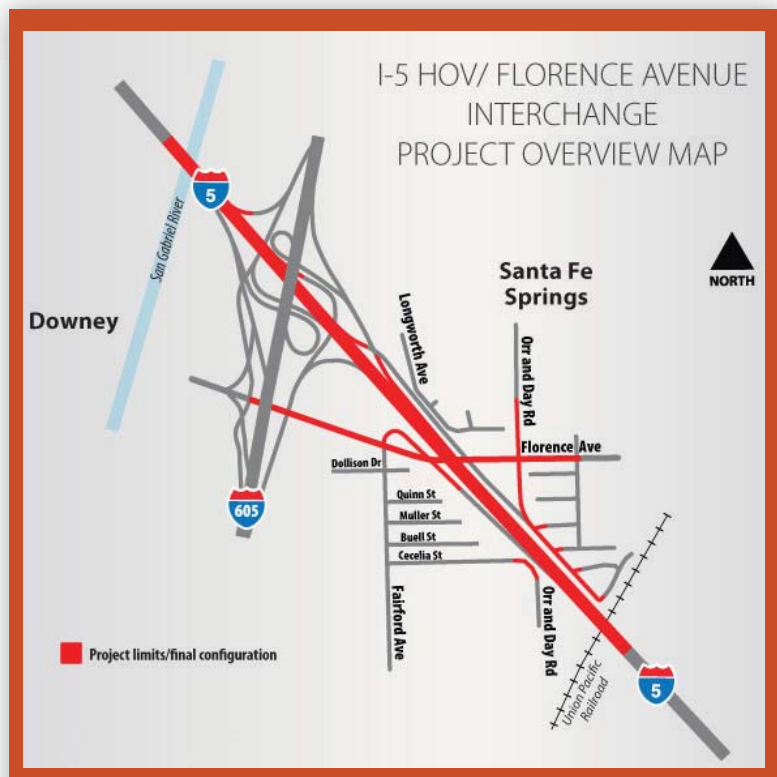 I-5 HOV/ FLORENCE AVENUE
INTERCHANGE
PROJECT OVERVIEW MAP
5
San Gabriel River
NORTH
Santa Fe
Springs
Downey
Longworth Ave
Orr and Day Rd
Florence Ave
Dollison Dr
Quinn St
Muller St
Buell St
Cecelia St
605
Fairford Ave
Orr and Day Rd
Union Pacific
Railroad
Project limits/final configuration
5